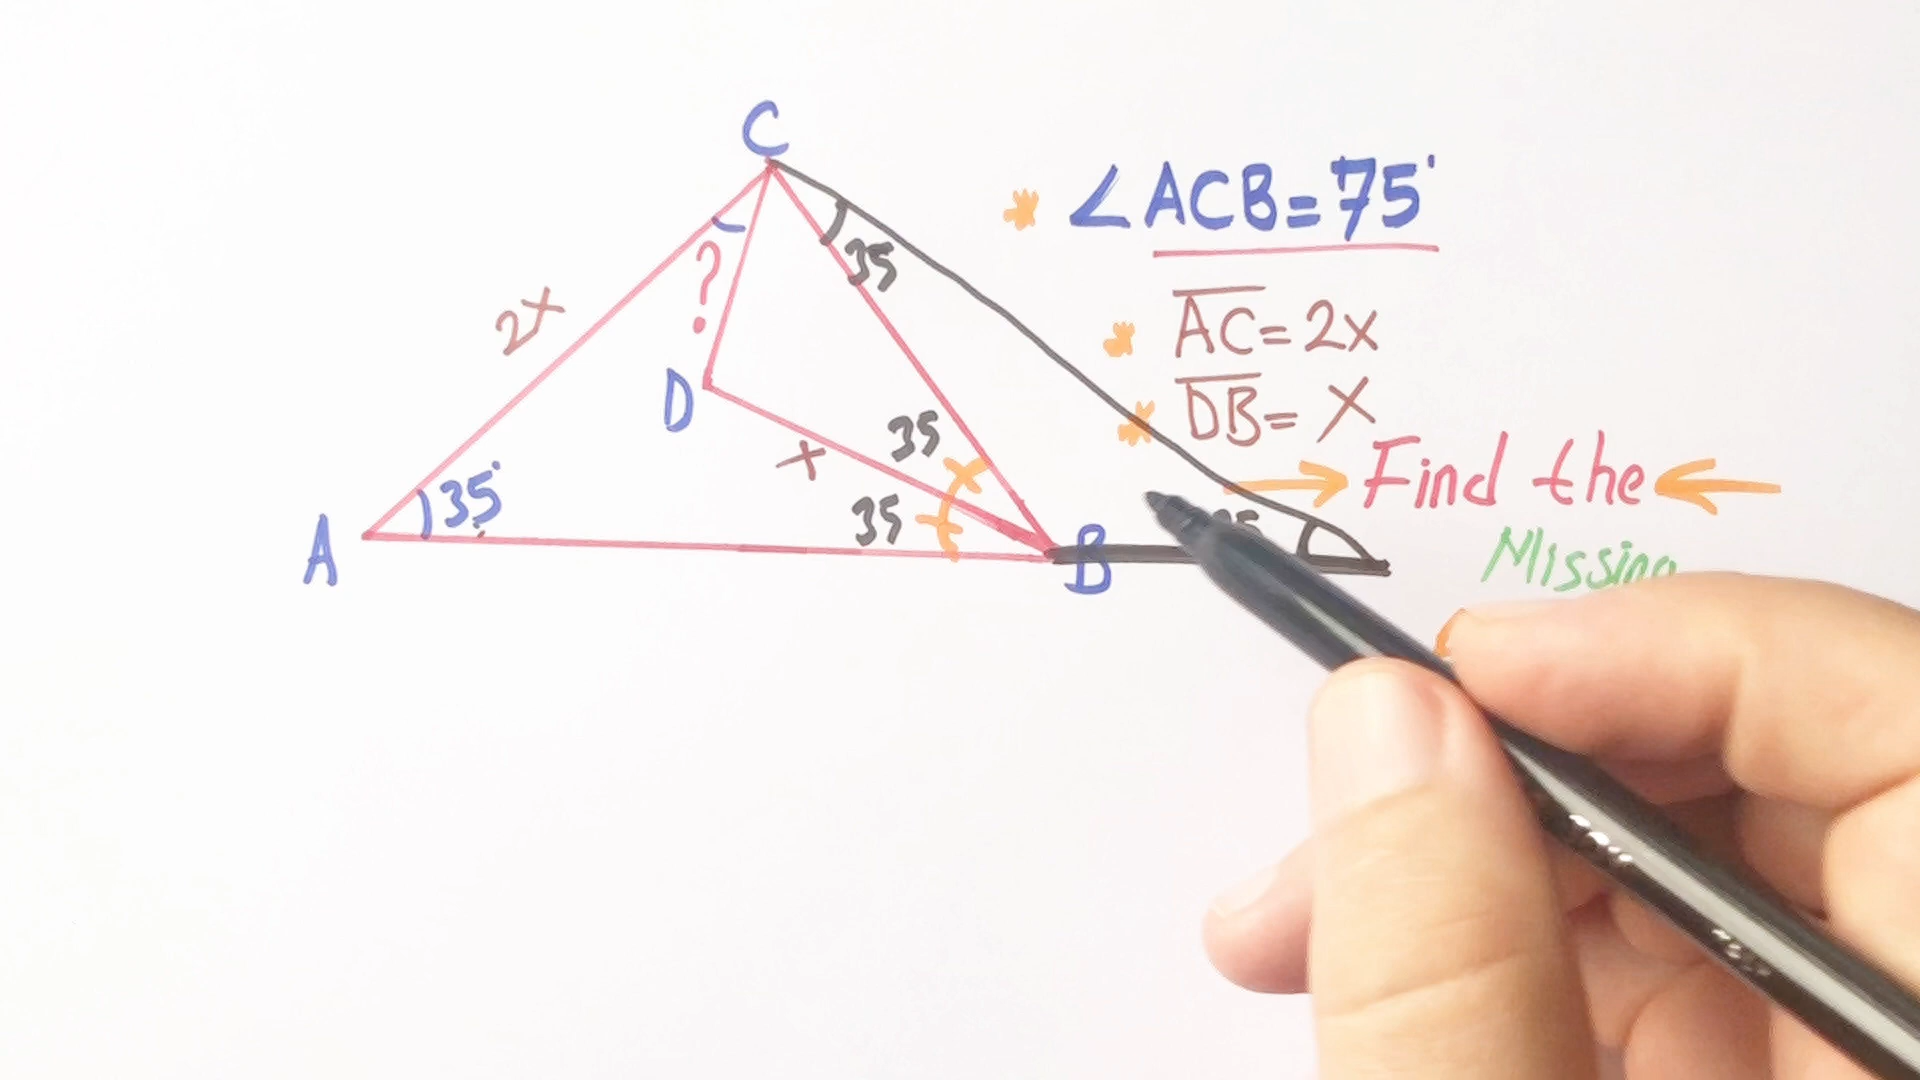 C
∠ACB=75°
35
?
2x
AC=2x
D
35
DB=x
x
Find the
35°
35
A
B
Missing